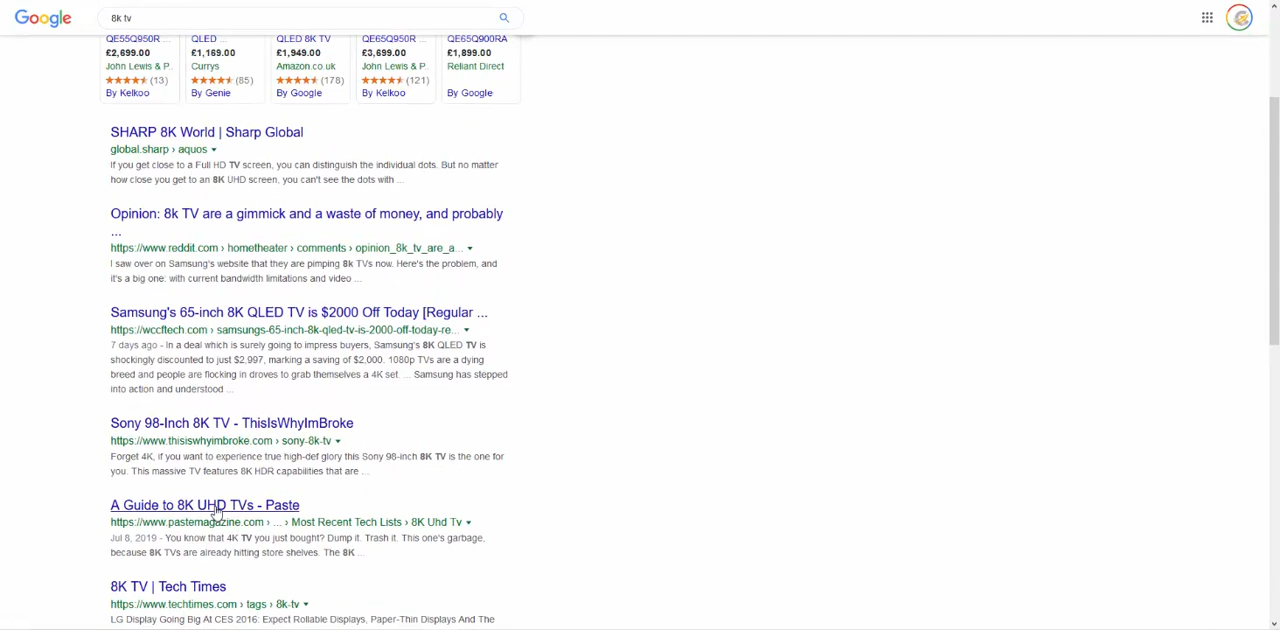 Google
8k tv
QE55Q950R ... QLED ... QLED 8K TV QE65Q950R ... QE65Q900RA
£2,699.00 £1,169.00 £1,949.00 £3,699.00 £1,899.00
John Lewis & P.. Currys Amazon.co.uk John Lewis & P.. Reliant Direct
(13) (85) (178) (121)
By Kelkoo By Genie By Google By Kelkoo By Google
SHARP 8K World | Sharp Global
global.sharp › aquos
If you get close to a Full HD TV screen, you can distinguish the individual dots. But no matter
how close you get to an 8K UHD screen, you can't see the dots with ...
Opinion: 8k TV are a gimmick and a waste of money, and probably
...
https://www.reddit.com › hometheater › comments › opinion_8k_tv_are_a...
I saw over on Samsung's website that they are pimping 8k TVs now. Here's the problem, and
it's a big one: with current bandwidth limitations and video ...
Samsung's 65-inch 8K QLED TV is $2000 Off Today [Regular ...
https://wccftech.com › samsungs-65-inch-8k-qled-tv-is-2000-off-today-re...
7 days ago - In a deal which is surely going to impress buyers, Samsung's 8K QLED TV is
shockingly discounted to just $2,997, marking a saving of $2,000. 1080p TVs are a dying
breed and people are flocking in droves to grab themselves a 4K set. ... Samsung has stepped
into action and understood ...
Sony 98-Inch 8K TV - ThisIsWhyImBroke
https://www.thisiswhyimbroke.com › sony-8k-tv
Forget 4K, if you want to experience true high-def glory this Sony 98-inch 8K TV is the one for
you. This massive TV features 8K HDR capabilities that are ...
A Guide to 8K UHD TVs - Paste
https://www.pastemagazine.com › ... › Most Recent Tech Lists › 8K Uhd Tv
Jul 8, 2019 - You know that 4K TV you just bought? Dump it. Trash it. This one's garbage,
because 8K TVs are already hitting store shelves. The 8K ...
8K TV | Tech Times
https://www.techtimes.com › tags › 8k-tv
LG Display Going Big At CES 2016: Expect Rollable Displays, Paper-Thin Displays And The